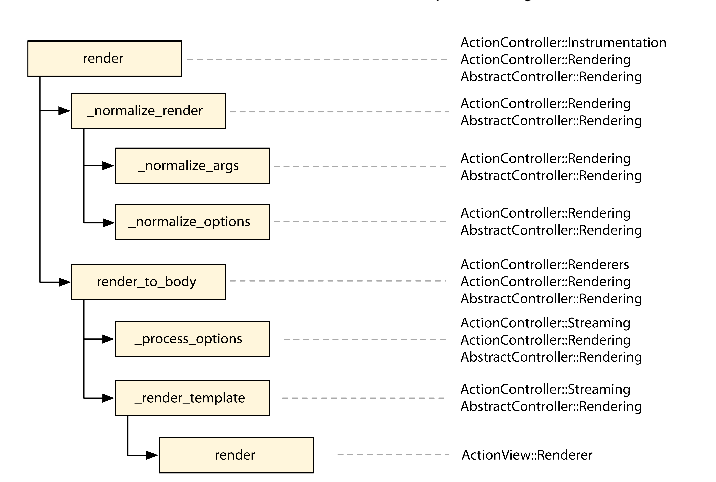 render
ActionController::Instrumentation
ActionController::Rendering
AbstractController::Rendering
_normalize_render
ActionController::Rendering
AbstractController::Rendering
_normalize_args
ActionController::Rendering
AbstractController::Rendering
_normalize_options
ActionController::Rendering
AbstractController::Rendering
render_to_body
ActionController::Renderers
ActionController::Rendering
AbstractController::Rendering
_process_options
ActionController::Streaming
ActionController::Rendering
AbstractController::Rendering
_render_template
ActionController::Streaming
AbstractController::Rendering
render
ActionView::Renderer